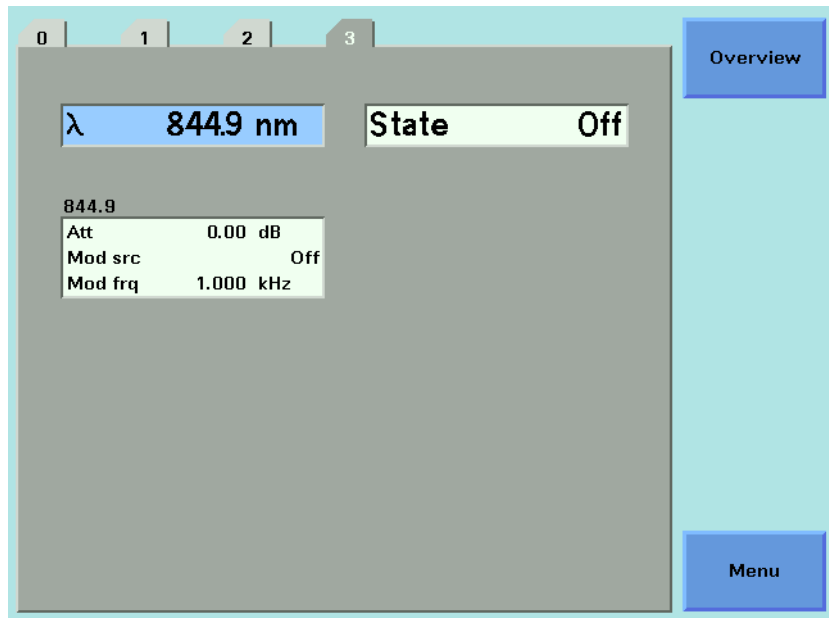 0 1 2 3
Overview
λ 844.9 nm State Off
844.9
Att 0.00 dB
Mod src Off
Mod frq 1.000 kHz
Menu